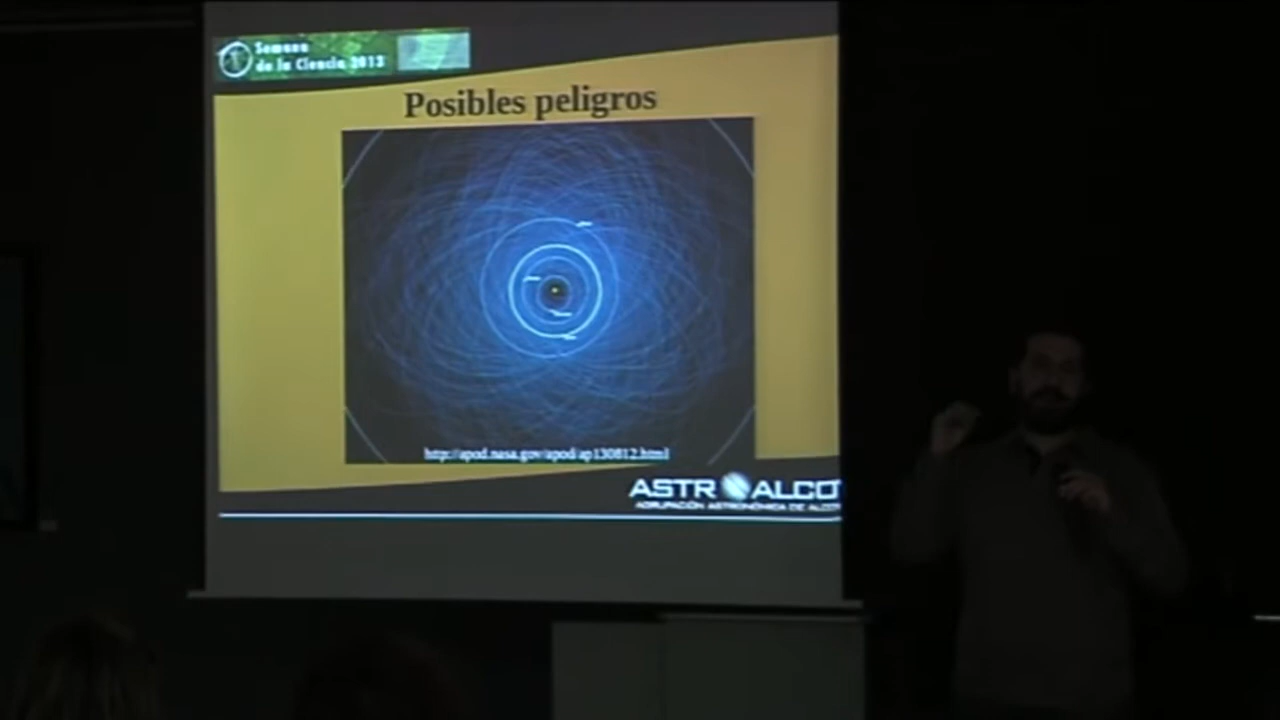 Semana
de la Ciencia 2013
Posibles peligros
http://apod.nasa.gov/apod/ap130812.html
ASTR ALCO
AGRUPACIÓN ASTRONÓMICA DE ALCO